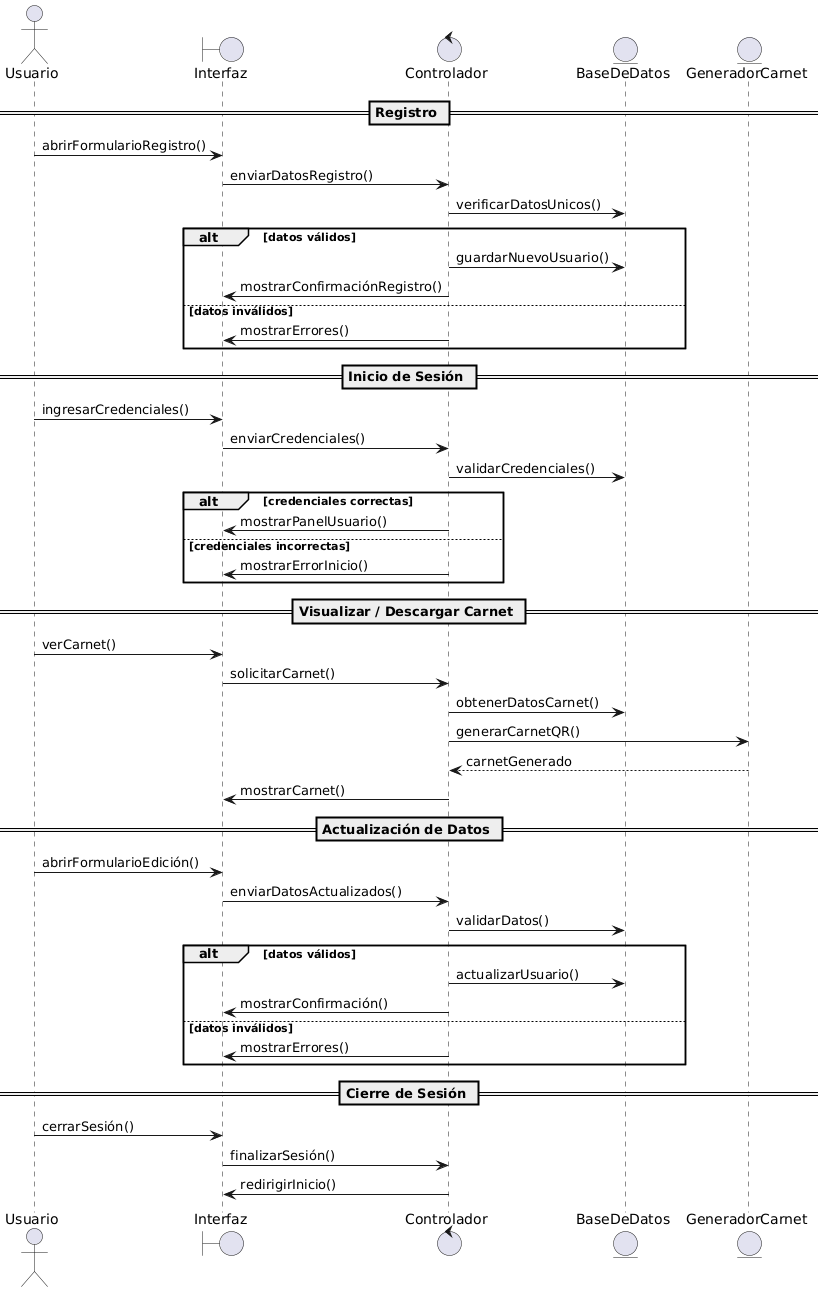 Usuario Interfaz Controlador BaseDeDatos GeneradorCarnet
Registro
abrirFormularioRegistro()
enviarDatosRegistro()
verificarDatosUnicos()
alt [datos válidos]
guardarNuevoUsuario()
mostrarConfirmaciónRegistro()
[datos inválidos]
mostrarErrores()
Inicio de Sesión
ingresarCredenciales()
enviarCredenciales()
validarCredenciales()
alt [credenciales correctas]
mostrarPanelUsuario()
[credenciales incorrectas]
mostrarErrorInicio()
Visualizar / Descargar Carnet
verCarnet()
solicitarCarnet()
obtenerDatosCarnet()
generarCarnetQR()
carnetGenerado
mostrarCarnet()
Actualización de Datos
abrirFormularioEdición()
enviarDatosActualizados()
validarDatos()
alt [datos válidos]
actualizarUsuario()
mostrarConfirmación()
[datos inválidos]
mostrarErrores()
Cierre de Sesión
cerrarSesión()
finalizarSesión()
redirigirInicio()
Usuario Interfaz Controlador BaseDeDatos GeneradorCarnet